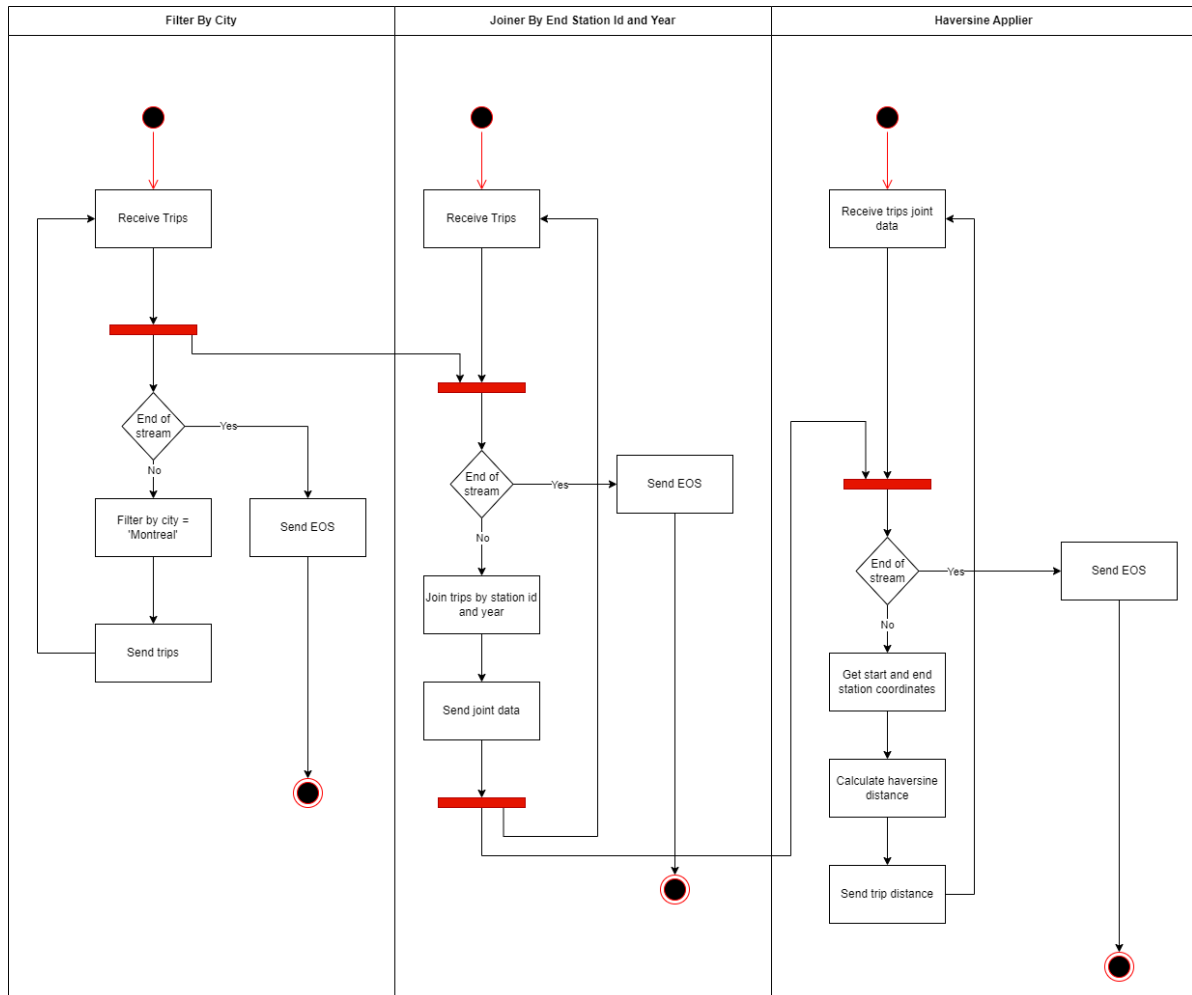 Filter By City
Joiner By End Station Id and Year
Haversine Applier
Receive Trips
End of
stream
Yes
No
Filter by city =
'Montreal'
Send EOS
Send trips
Receive Trips
End of
stream
Yes
Send EOS
No
Join trips by station id
and year
Send joint data
Receive trips joint
data
End of
stream
Yes
Send EOS
No
Get start and end
station coordinates
Calculate haversine
distance
Send trip distance